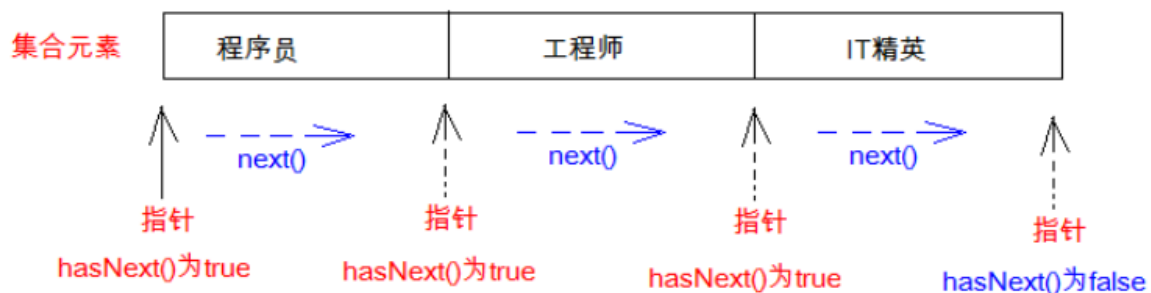 集合元素 程序员 工程师 IT精英
next() next() next()
指针 指针 指针 指针
hasNext()为true hasNext()为true hasNext()为true hasNext()为false